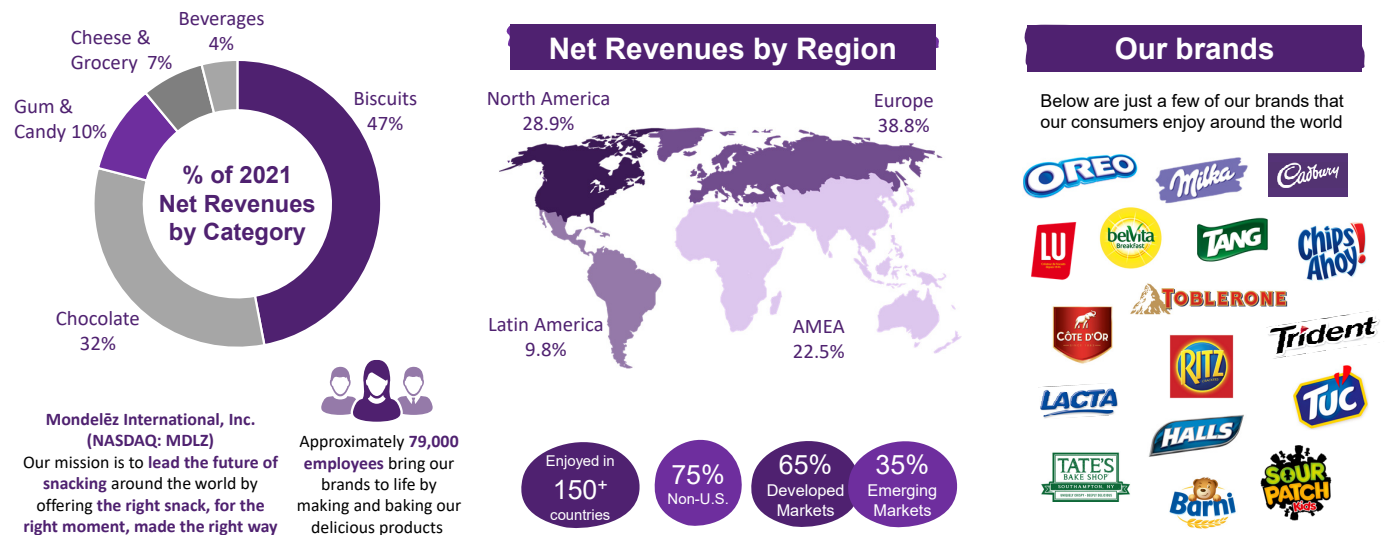 Beverages
4%
Cheese &
Grocery 7%
Gum &
Candy 10%
Biscuits
47%
% of 2021
Net Revenues
by Category
Chocolate
32%
Mondelēz International, Inc.
(NASDAQ: MDLZ)
Our mission is to lead the future of
snacking around the world by
offering the right snack, for the
right moment, made the right way
Approximately 79,000
employees bring our
brands to life by
making and baking our
delicious products
Net Revenues by Region
North America
28.9%
Europe
38.8%
Latin America
9.8%
AMEA
22.5%
Enjoyed in
150+
countries
75%
Non-U.S.
65%
Developed
Markets
35%
Emerging
Markets
Our brands
Below are just a few of our brands that
our consumers enjoy around the world
OREO
Milka
Cadbury
LU
belVita
Breakfast
TANG
Chips
Ahoy!
TOBLERONE
CÔTE D'OR
RITZ
Trident
LACTA
TUC
HALLS
TATE'S
BAKE SHOP
SOUTHAMPTON, NY
Barni
SOUR
PATCH
Kids